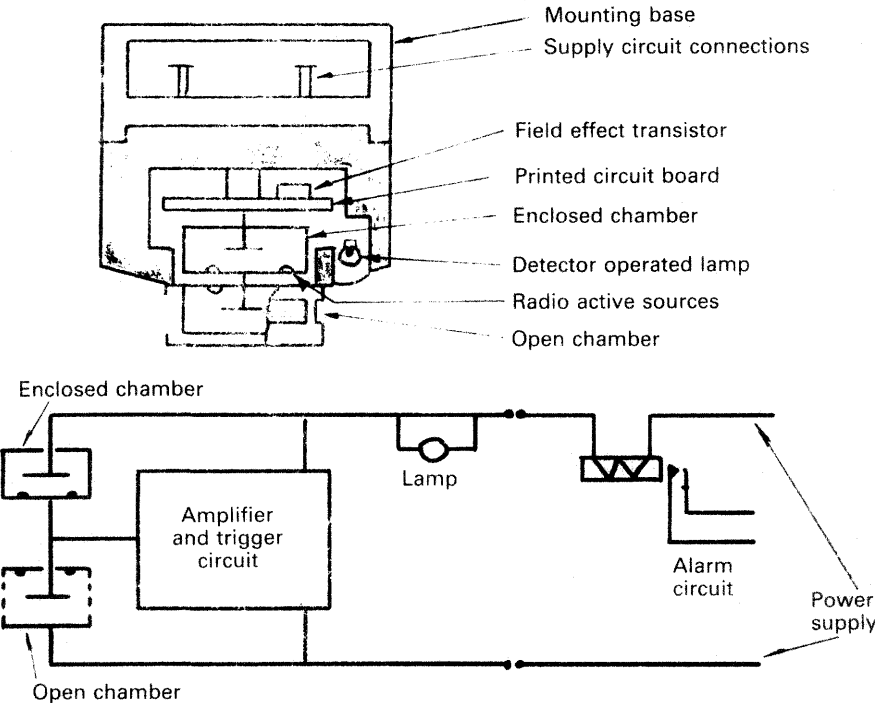 Mounting base
Supply circuit connections
Field effect transistor
Printed circuit board
Enclosed chamber
Detector operated lamp
Radio active sources
Open chamber
Enclosed chamber
Lamp
Amplifier
and trigger
circuit
Alarm
circuit
Power
supply
Open chamber